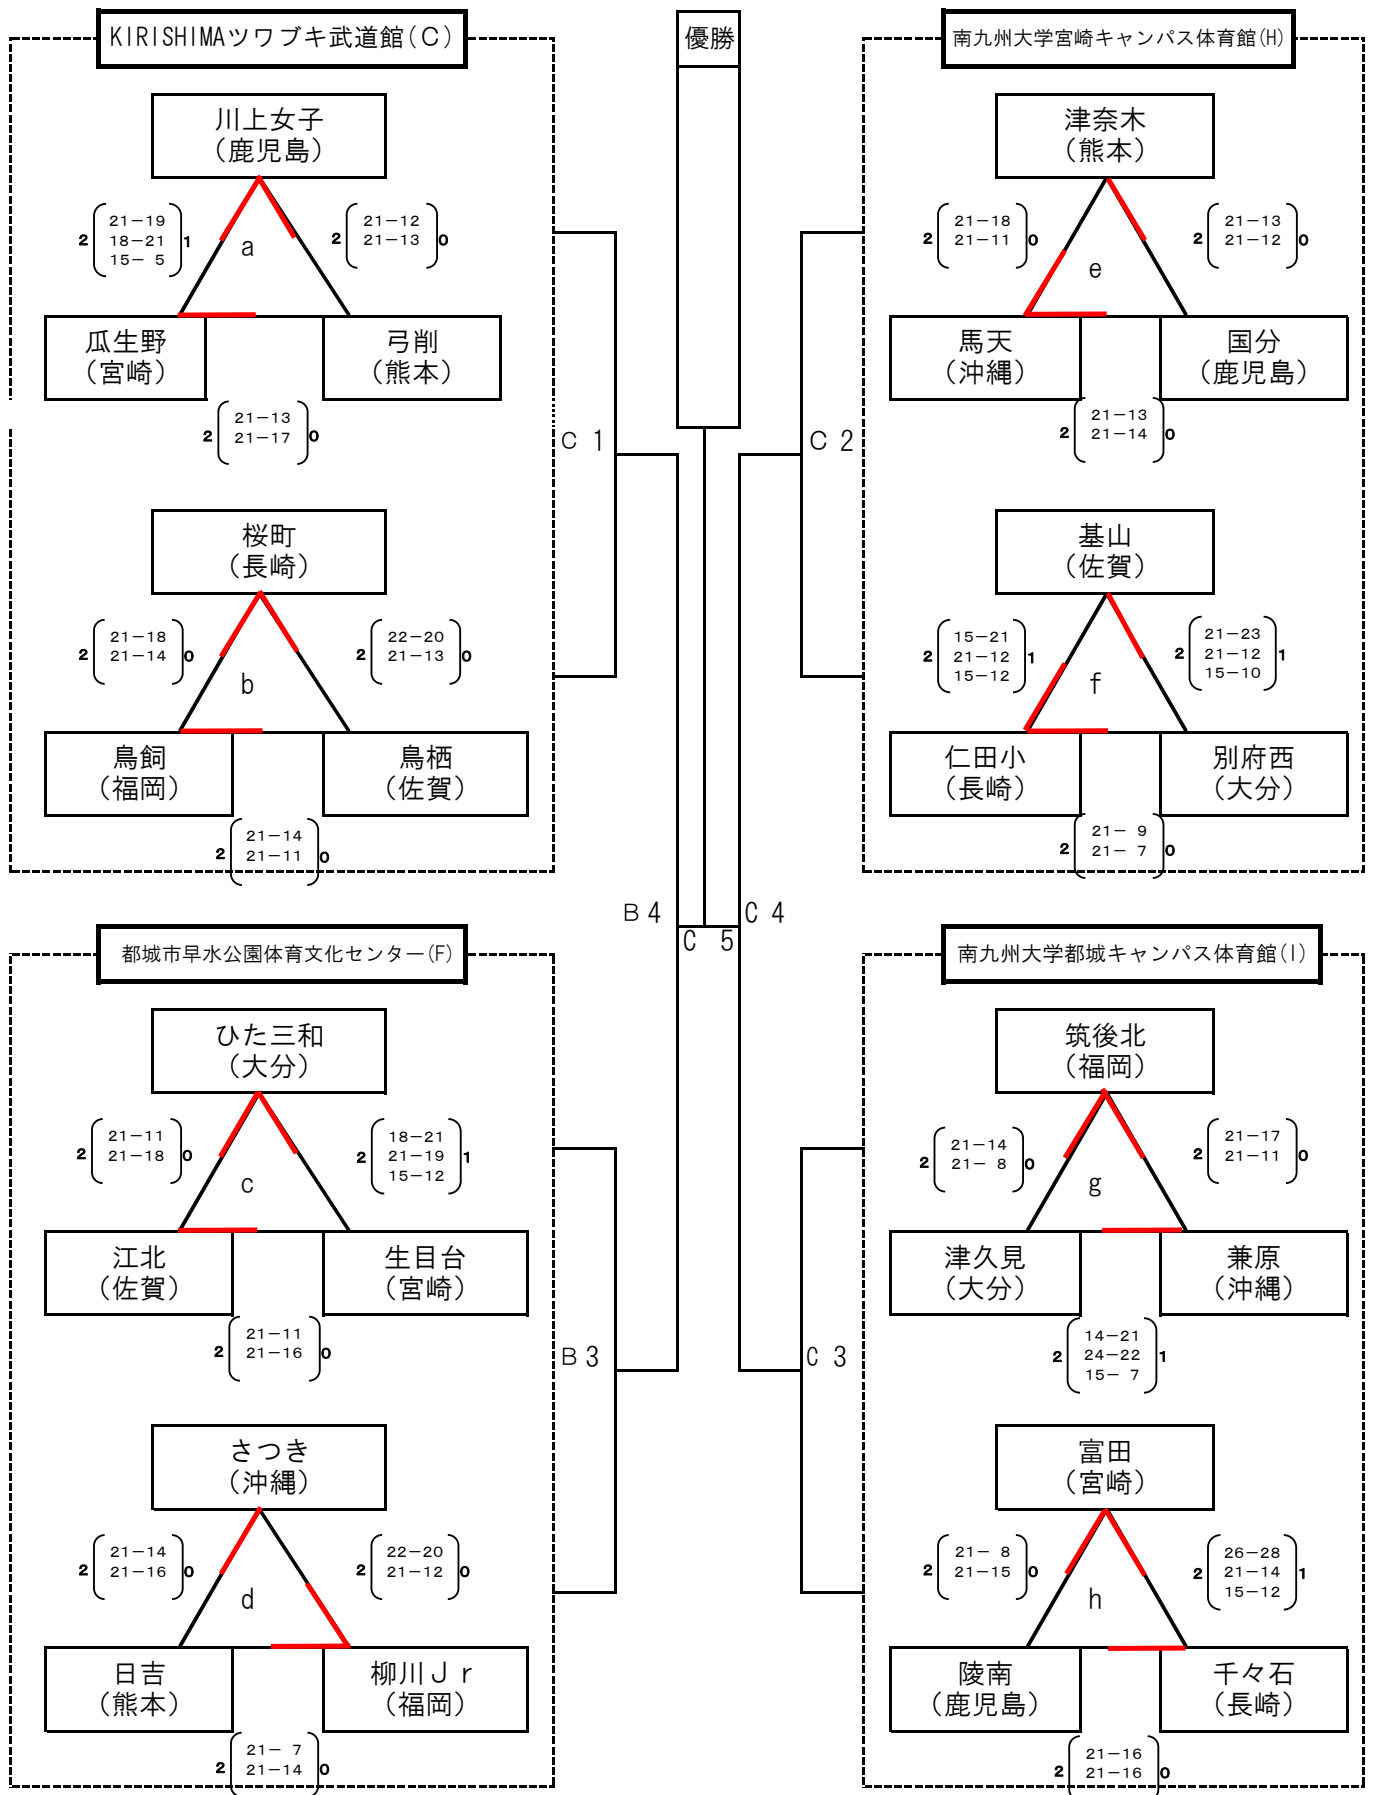 KIRISHIMAツワブキ武道館(C)
川上女子
（鹿児島）
2
21－19
18－21
15－ 5
1
a
2
21－12
21－13
0
瓜生野
（宮崎）
弓削
（熊本）
2
21－13
21－17
0
桜町
（長崎）
2
21－18
21－14
0
b
2
22－20
21－13
0
鳥飼
（福岡）
鳥栖
（佐賀）
2
21－14
21－11
0
都城市早水公園体育文化センター(F)
ひた三和
（大分）
2
21－11
21－18
0
c
2
18－21
21－19
15－12
1
江北
（佐賀）
生目台
（宮崎）
2
21－11
21－16
0
さつき
（沖縄）
2
21－14
21－16
0
d
2
22－20
21－12
0
日吉
（熊本）
柳川Ｊｒ
（福岡）
2
21－ 7
21－14
0
優勝
C 1
C 2
B 4
C 4
C 5
B 3
C 3
南九州大学宮崎キャンパス体育館(H)
津奈木
（熊本）
2
21－18
21－11
0
e
2
21－13
21－12
0
馬天
（沖縄）
国分
（鹿児島）
2
21－13
21－14
0
基山
（佐賀）
2
15－21
21－12
15－12
1
f
2
21－23
21－12
15－10
1
仁田小
（長崎）
別府西
（大分）
2
21－ 9
21－ 7
0
南九州大学都城キャンパス体育館(I)
筑後北
（福岡）
2
21－14
21－ 8
0
g
2
21－17
21－11
0
津久見
（大分）
兼原
（沖縄）
2
14－21
24－22
15－ 7
1
富田
（宮崎）
2
21－ 8
21－15
0
h
2
26－28
21－14
15－12
1
陵南
（鹿児島）
千々石
（長崎）
2
21－16
21－16
0